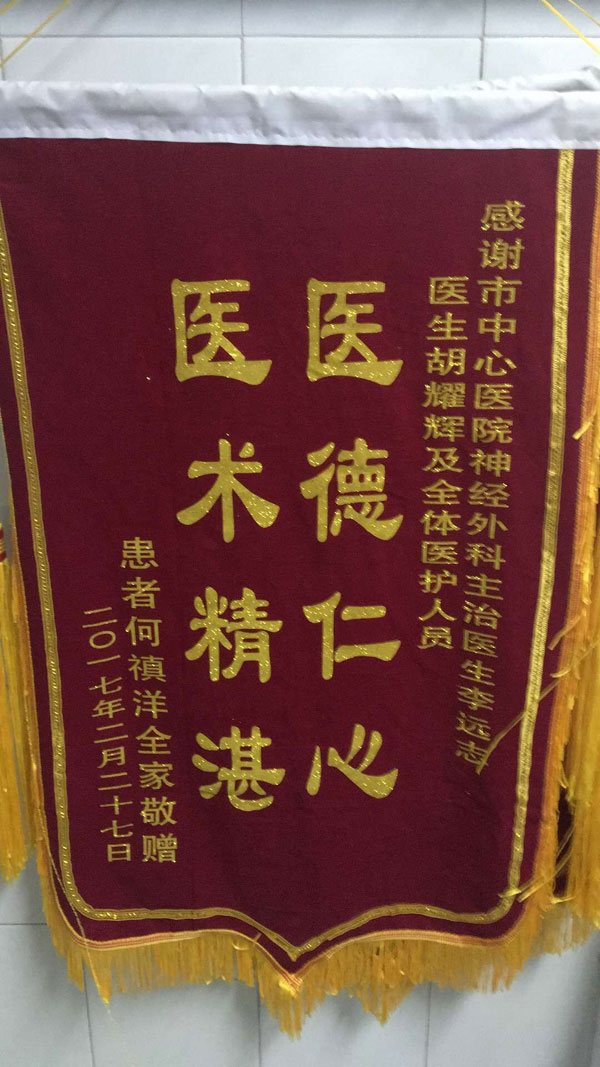 感谢市中心医院神经外科主治医生李远志
医生胡耀辉及全体医护人员
医德仁心
医术精湛
患者何禛洋全家敬赠
二〇一七年二月二十七日